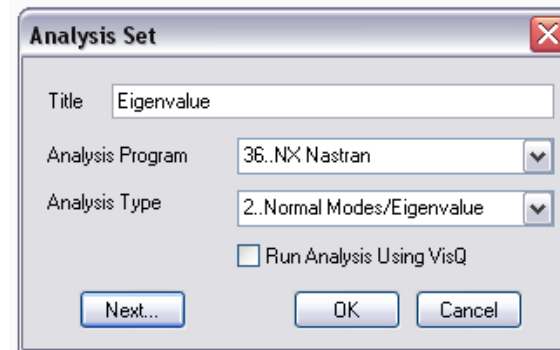 Analysis Set
Title Eigenvalue
Analysis Program 36..NX Nastran
Analysis Type 2..Normal Modes/Eigenvalue
Run Analysis Using VisQ
Next... OK Cancel